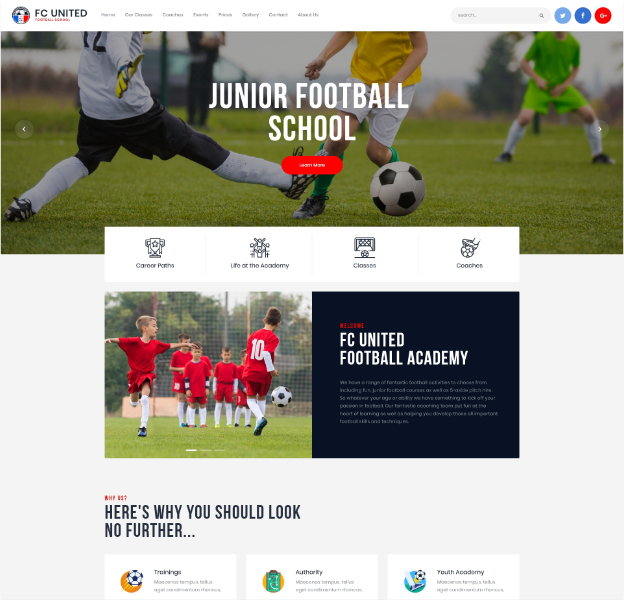 FC UNITED
FOOTBALL SCHOOL
Home Our Classes Coaches Events Prices Gallery Contact About Us
search...
G+
12
JUNIOR FOOTBALL
SCHOOL
Learn More
Career Paths
Life at the Academy
Classes
Coaches
10
WELCOME
FC UNITED
FOOTBALL ACADEMY
We have a range of fantastic football activities to choose from
including fun junior football courses as well as 5-aside pitch hire.
So whatever your age or ability we have something to kick off your
passion in football. Our fantastic coaching team put fun at the
heart of learning as well as helping you develop those all important
football skills and techniques.
WHY US?
HERE'S WHY YOU SHOULD LOOK
NO FURTHER...
Trainings
Maecenas tempus, tellus
eget condimentum rhoncus,
Authority
Maecenas tempus, tellus
eget condimentum rhoncus,
Youth Academy
Maecenas tempus, tellus
eget condimentum rhoncus,